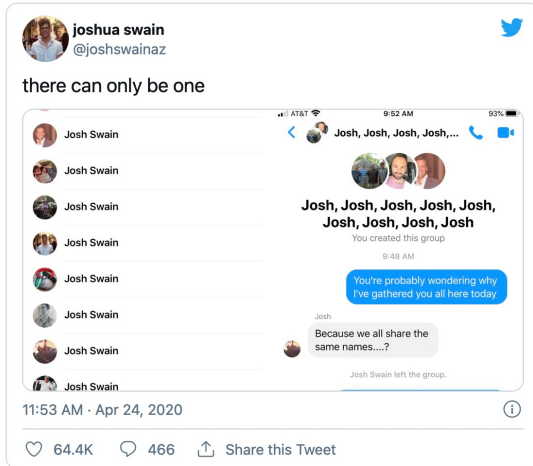 joshua swain
@joshswainaz
there can only be one
Josh Swain
Josh Swain
Josh Swain
Josh Swain
Josh Swain
Josh Swain
Josh Swain
Josh Swain
AT&T 9:52 AM 93%
Josh, Josh, Josh, Josh,...
Josh, Josh, Josh, Josh, Josh,
Josh, Josh, Josh, Josh
You created this group
9:48 AM
You're probably wondering why
I've gathered you all here today
Josh
Because we all share the
same names....?
Josh Swain left the group.
11:53 AM · Apr 24, 2020
64.4K 466 Share this Tweet